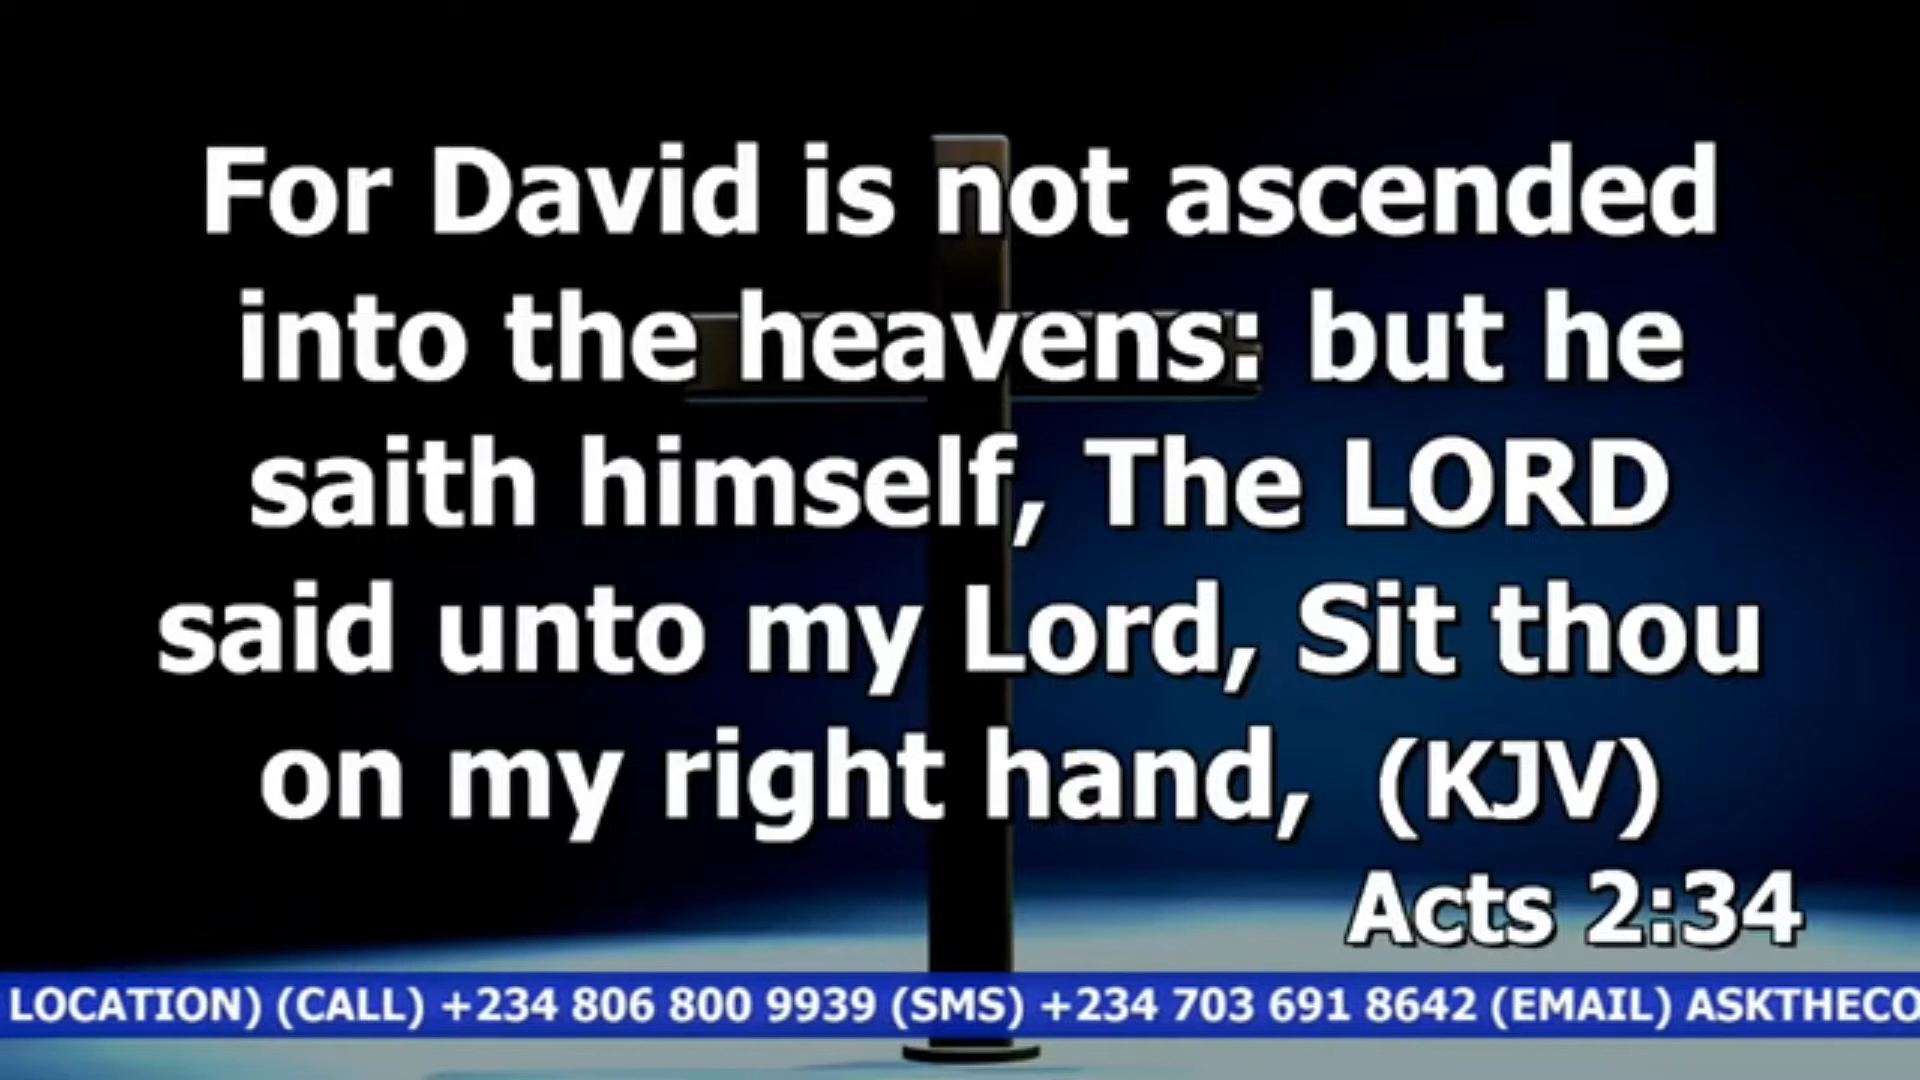 For David is not ascended
into the heavens: but he
saith himself, The LORD
said unto my Lord, Sit thou
on my right hand, (KJV)
Acts 2:34
LOCATION) (CALL) +234 806 800 9939 (SMS) +234 703 691 8642 (EMAIL) ASKTHECO